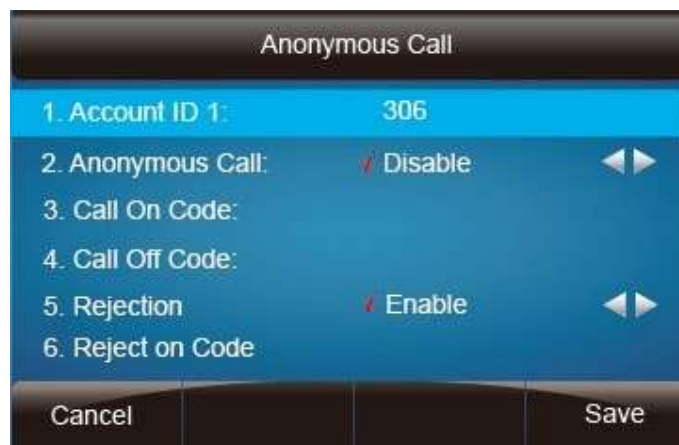 Anonymous Call
1. Account ID 1: 306
2. Anonymous Call: √ Disable
3. Call On Code:
4. Call Off Code:
5. Rejection √ Enable
6. Reject on Code
Cancel Save